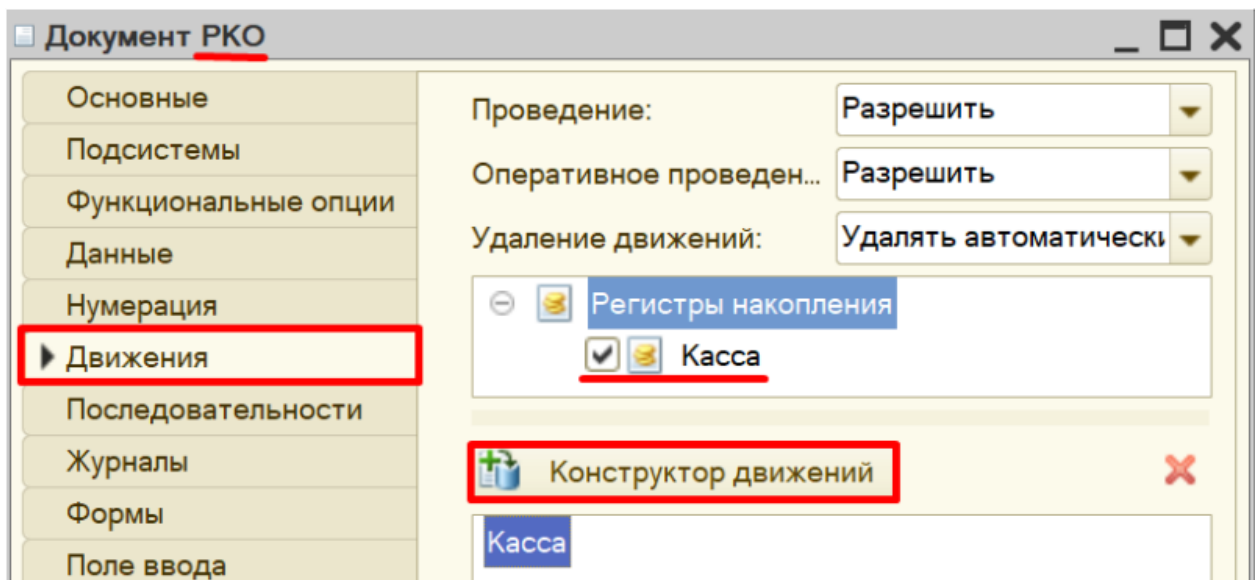 Документ РКО
Основные
Подсистемы
Функциональные опции
Данные
Нумерация
Движения
Последовательности
Журналы
Формы
Поле ввода
Проведение: Разрешить
Оперативное проведен... Разрешить
Удаление движений: Удалять автоматически
Регистры накопления
Касса
Конструктор движений
Касса